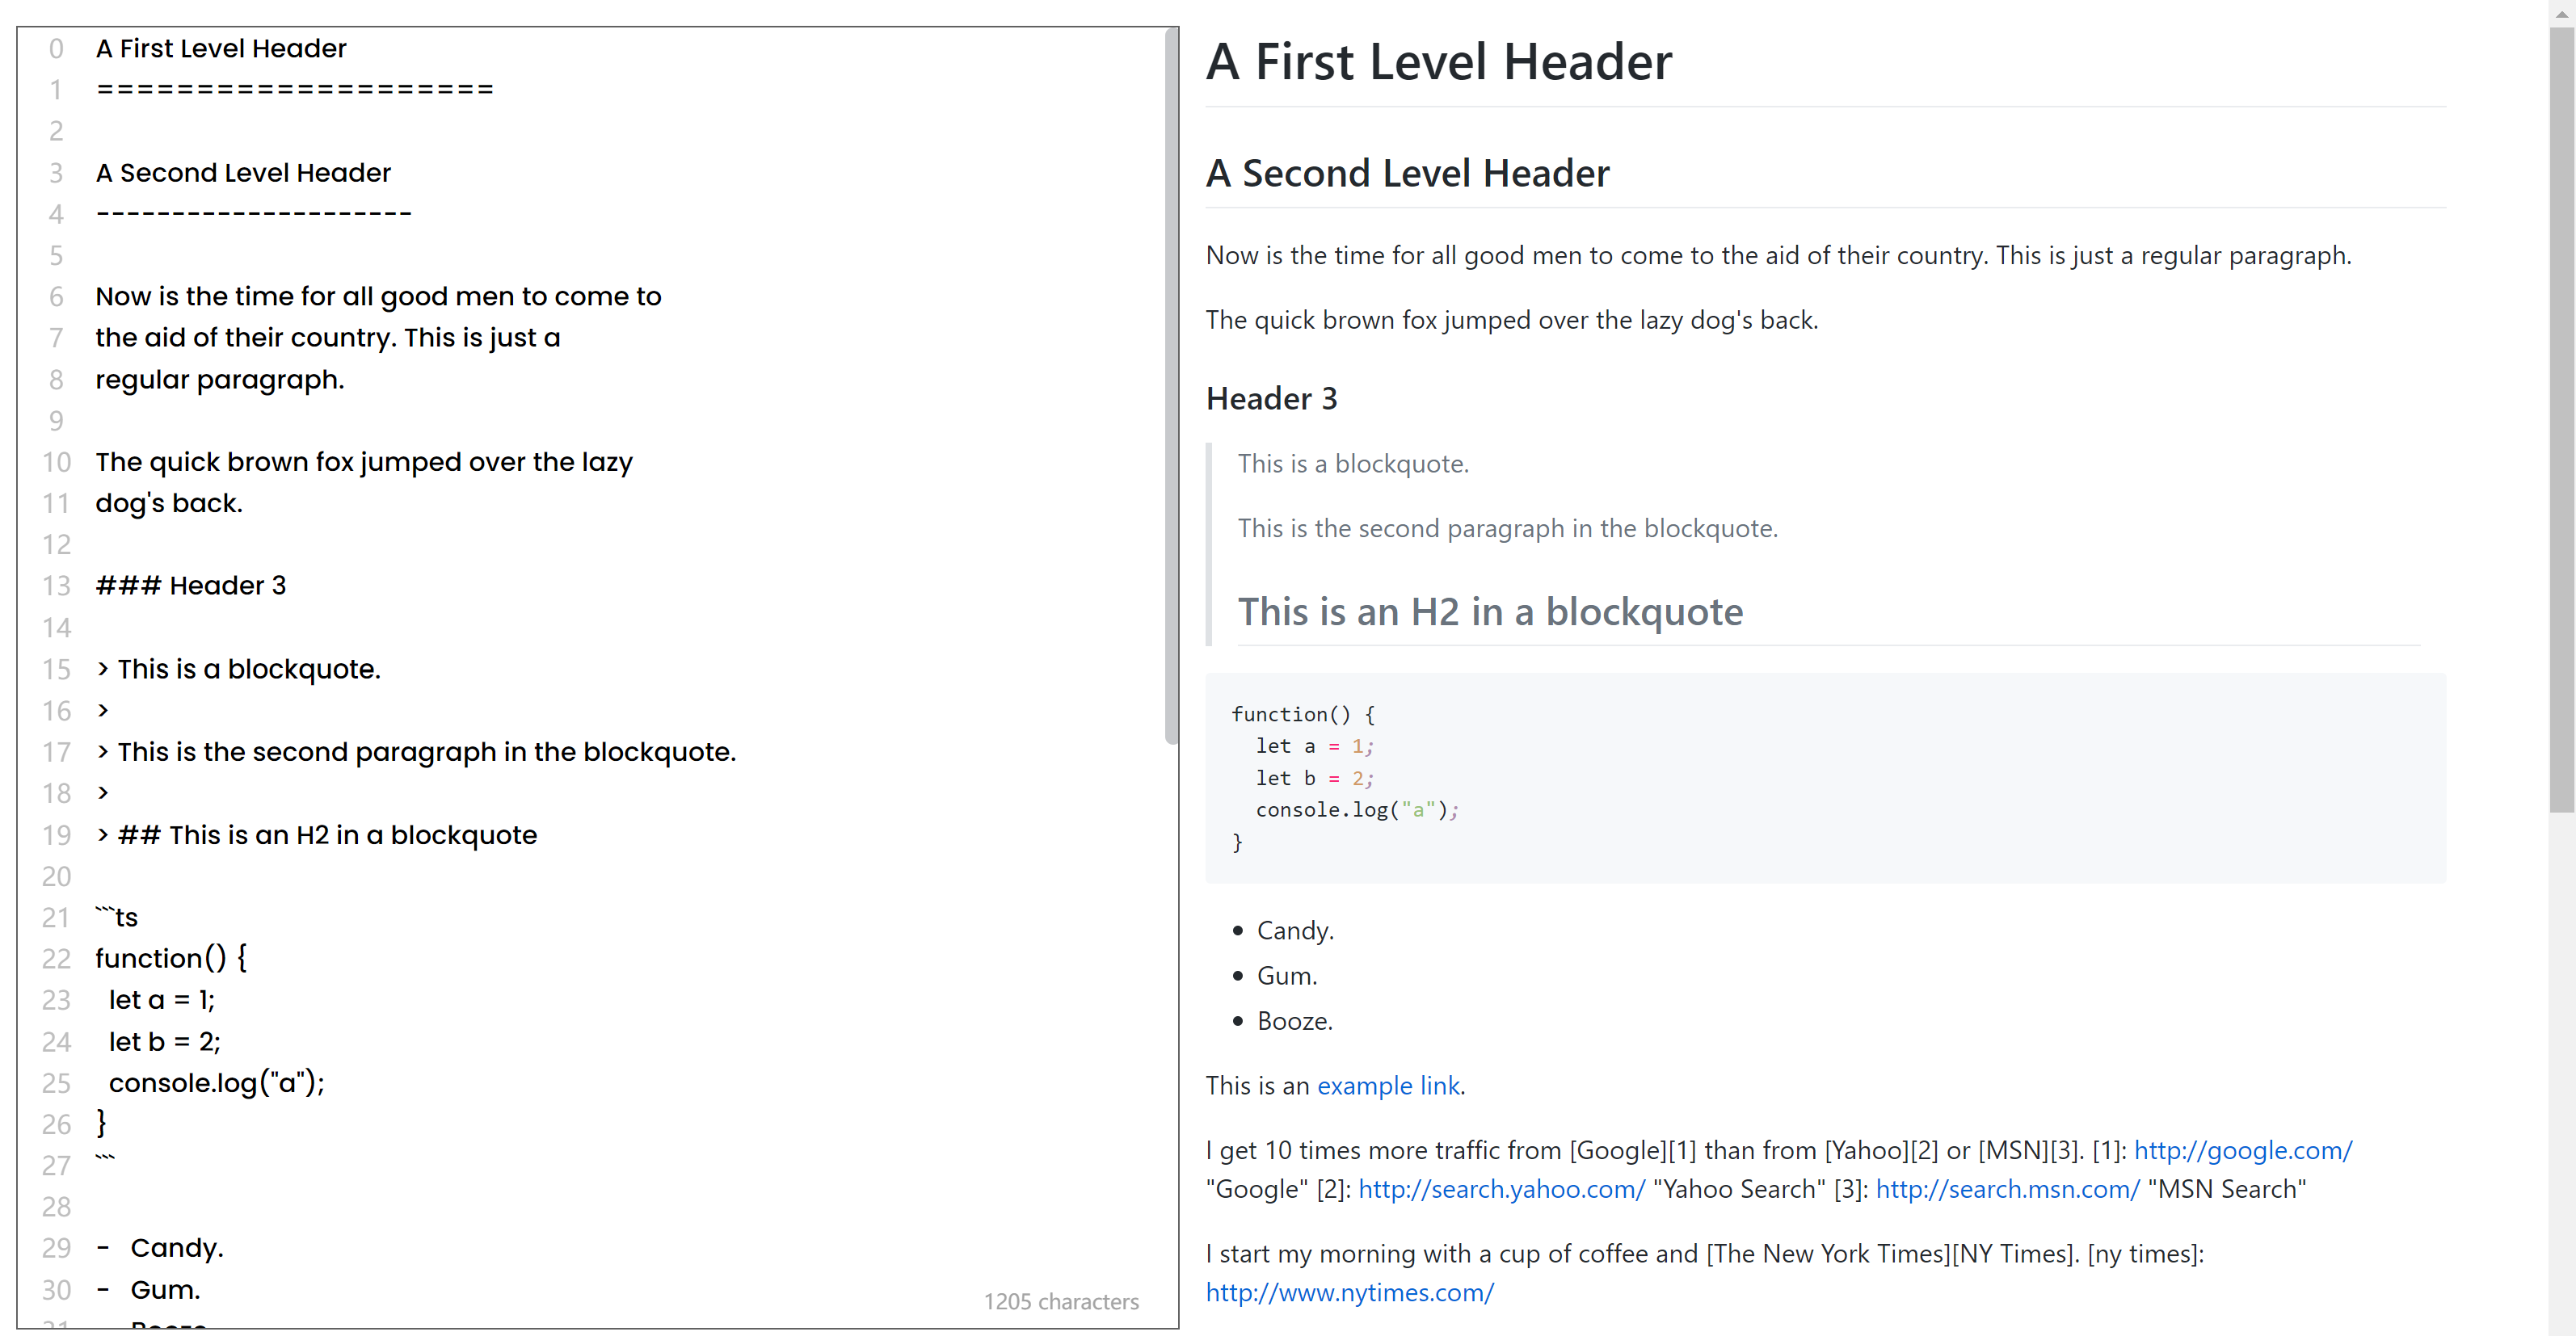 0 A First Level Header
1 ====================
2
3 A Second Level Header
4 ---------------------
5
6 Now is the time for all good men to come to
7 the aid of their country. This is just a
8 regular paragraph.
9
10 The quick brown fox jumped over the lazy
11 dog's back.
12
13 ### Header 3
14
15 > This is a blockquote.
16 >
17 > This is the second paragraph in the blockquote.
18 >
19 > ## This is an H2 in a blockquote
20
21 ```ts
22 function() {
23   let a = 1;
24   let b = 2;
25   console.log("a");
26 }
27 ```
28
29 -   Candy.
30 -   Gum.
31 -   Booze.
1205 characters
A First Level Header
A Second Level Header
Now is the time for all good men to come to the aid of their country. This is just a regular paragraph.
The quick brown fox jumped over the lazy dog's back.
Header 3
This is a blockquote.
This is the second paragraph in the blockquote.
This is an H2 in a blockquote
function() {
  let a = 1;
  let b = 2;
  console.log("a");
}
• Candy.
• Gum.
• Booze.
This is an example link.
I get 10 times more traffic from [Google][1] than from [Yahoo][2] or [MSN][3]. [1]: http://google.com/
"Google" [2]: http://search.yahoo.com/ "Yahoo Search" [3]: http://search.msn.com/ "MSN Search"
I start my morning with a cup of coffee and [The New York Times][NY Times]. [ny times]:
http://www.nytimes.com/